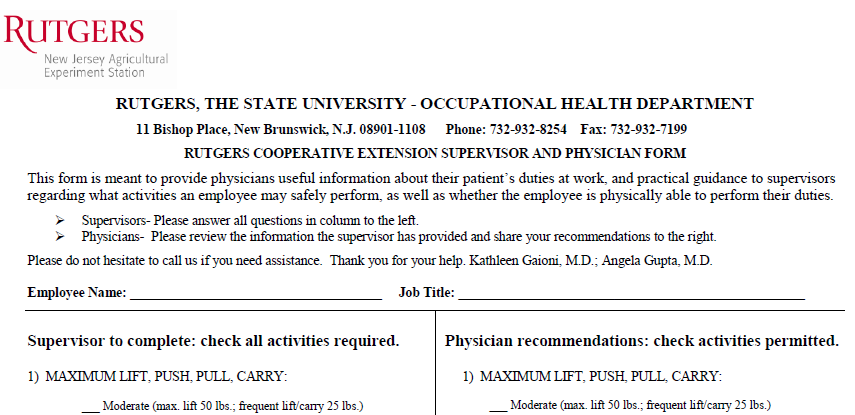 RUTGERS
New Jersey Agricultural
Experiment Station
RUTGERS, THE STATE UNIVERSITY - OCCUPATIONAL HEALTH DEPARTMENT
11 Bishop Place, New Brunswick, N.J. 08901-1108 Phone: 732-932-8254 Fax: 732-932-7199
RUTGERS COOPERATIVE EXTENSION SUPERVISOR AND PHYSICIAN FORM
This form is meant to provide physicians useful information about their patient's duties at work, and practical guidance to supervisors
regarding what activities an employee may safely perform, as well as whether the employee is physically able to perform their duties.
➢ Supervisors- Please answer all questions in column to the left.
➢ Physicians- Please review the information the supervisor has provided and share your recommendations to the right.
Please do not hesitate to call us if you need assistance. Thank you for your help. Kathleen Gaioni, M.D.; Angela Gupta, M.D.
Employee Name: ____________________ Job Title: ____________________
Supervisor to complete: check all activities required.
1) MAXIMUM LIFT, PUSH, PULL, CARRY:
___ Moderate (max. lift 50 lbs.; frequent lift/carry 25 lbs.)
Physician recommendations: check activities permitted.
1) MAXIMUM LIFT, PUSH, PULL, CARRY:
___ Moderate (max. lift 50 lbs.; frequent lift/carry 25 lbs.)